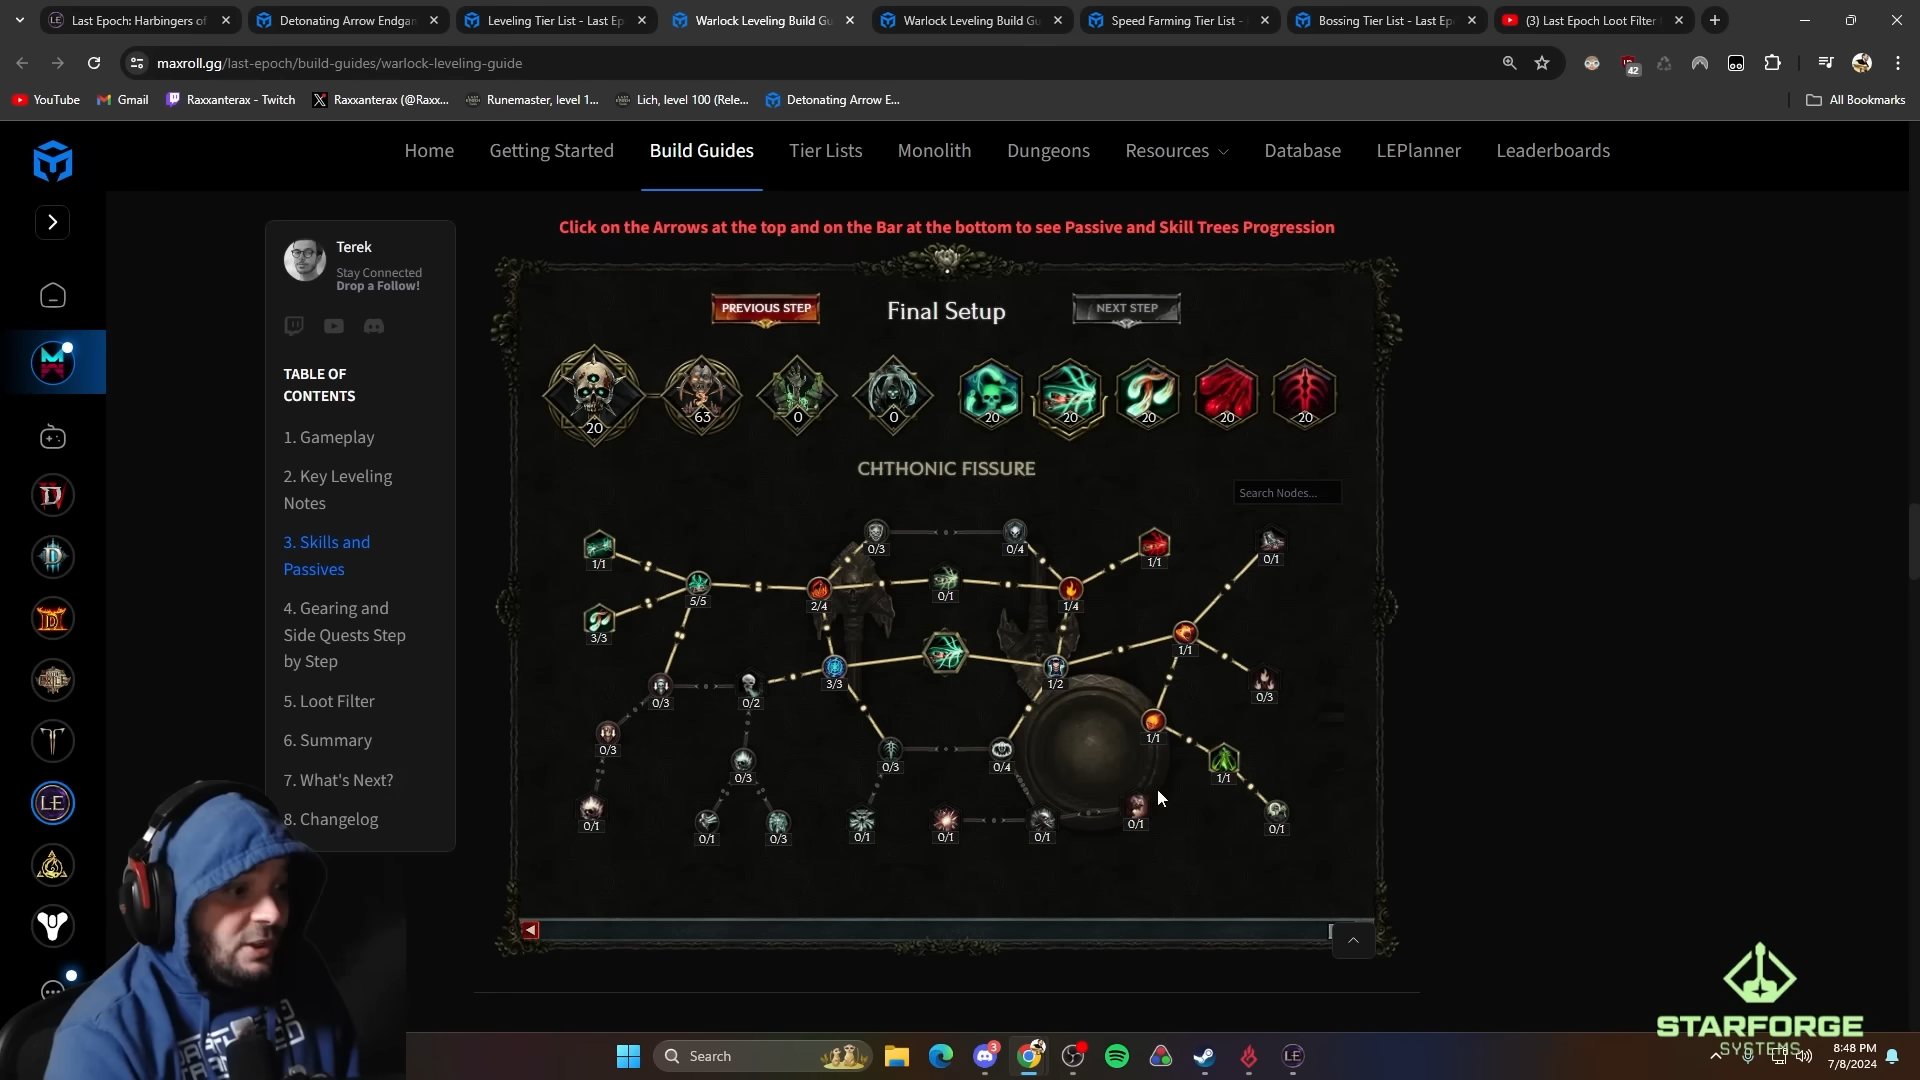 Last Epoch: Harbingers of
Detonating Arrow Endgar
Leveling Tier List - Last Ep
Warlock Leveling Build Gu
Warlock Leveling Build Gu
Speed Farming Tier List -
Bossing Tier List - Last Ep
(3) Last Epoch Loot Filter
maxroll.gg/last-epoch/build-guides/warlock-leveling-guide
42
YouTube
Gmail
Raxxanterax - Twitch
Raxxanterax (@Raxx...
Runemaster, level 1...
Lich, level 100 (Rele...
Detonating Arrow E...
All Bookmarks
Home
Getting Started
Build Guides
Tier Lists
Monolith
Dungeons
Resources
Database
LEPlanner
Leaderboards
Click on the Arrows at the top and on the Bar at the bottom to see Passive and Skill Trees Progression
Terek
Stay Connected
Drop a Follow!
TABLE OF
CONTENTS
1. Gameplay
2. Key Leveling
Notes
3. Skills and
Passives
4. Gearing and
Side Quests Step
by Step
5. Loot Filter
6. Summary
7. What's Next?
8. Changelog
PREVIOUS STEP
Final Setup
NEXT STEP
20
63
0
0
20
20
20
20
20
CHTHONIC FISSURE
Search Nodes...
0/3
0/4
1/1
1/1
0/1
5/5
2/4
0/1
1/4
3/3
1/1
3/3
1/2
0/3
0/2
0/3
0/3
1/1
0/3
0/3
0/4
1/1
0/1
0/1
0/3
0/1
0/1
0/1
0/1
0/1
LE
STARFORGE
SYSTEMS
Search
3
LE
8:48 PM
7/8/2024